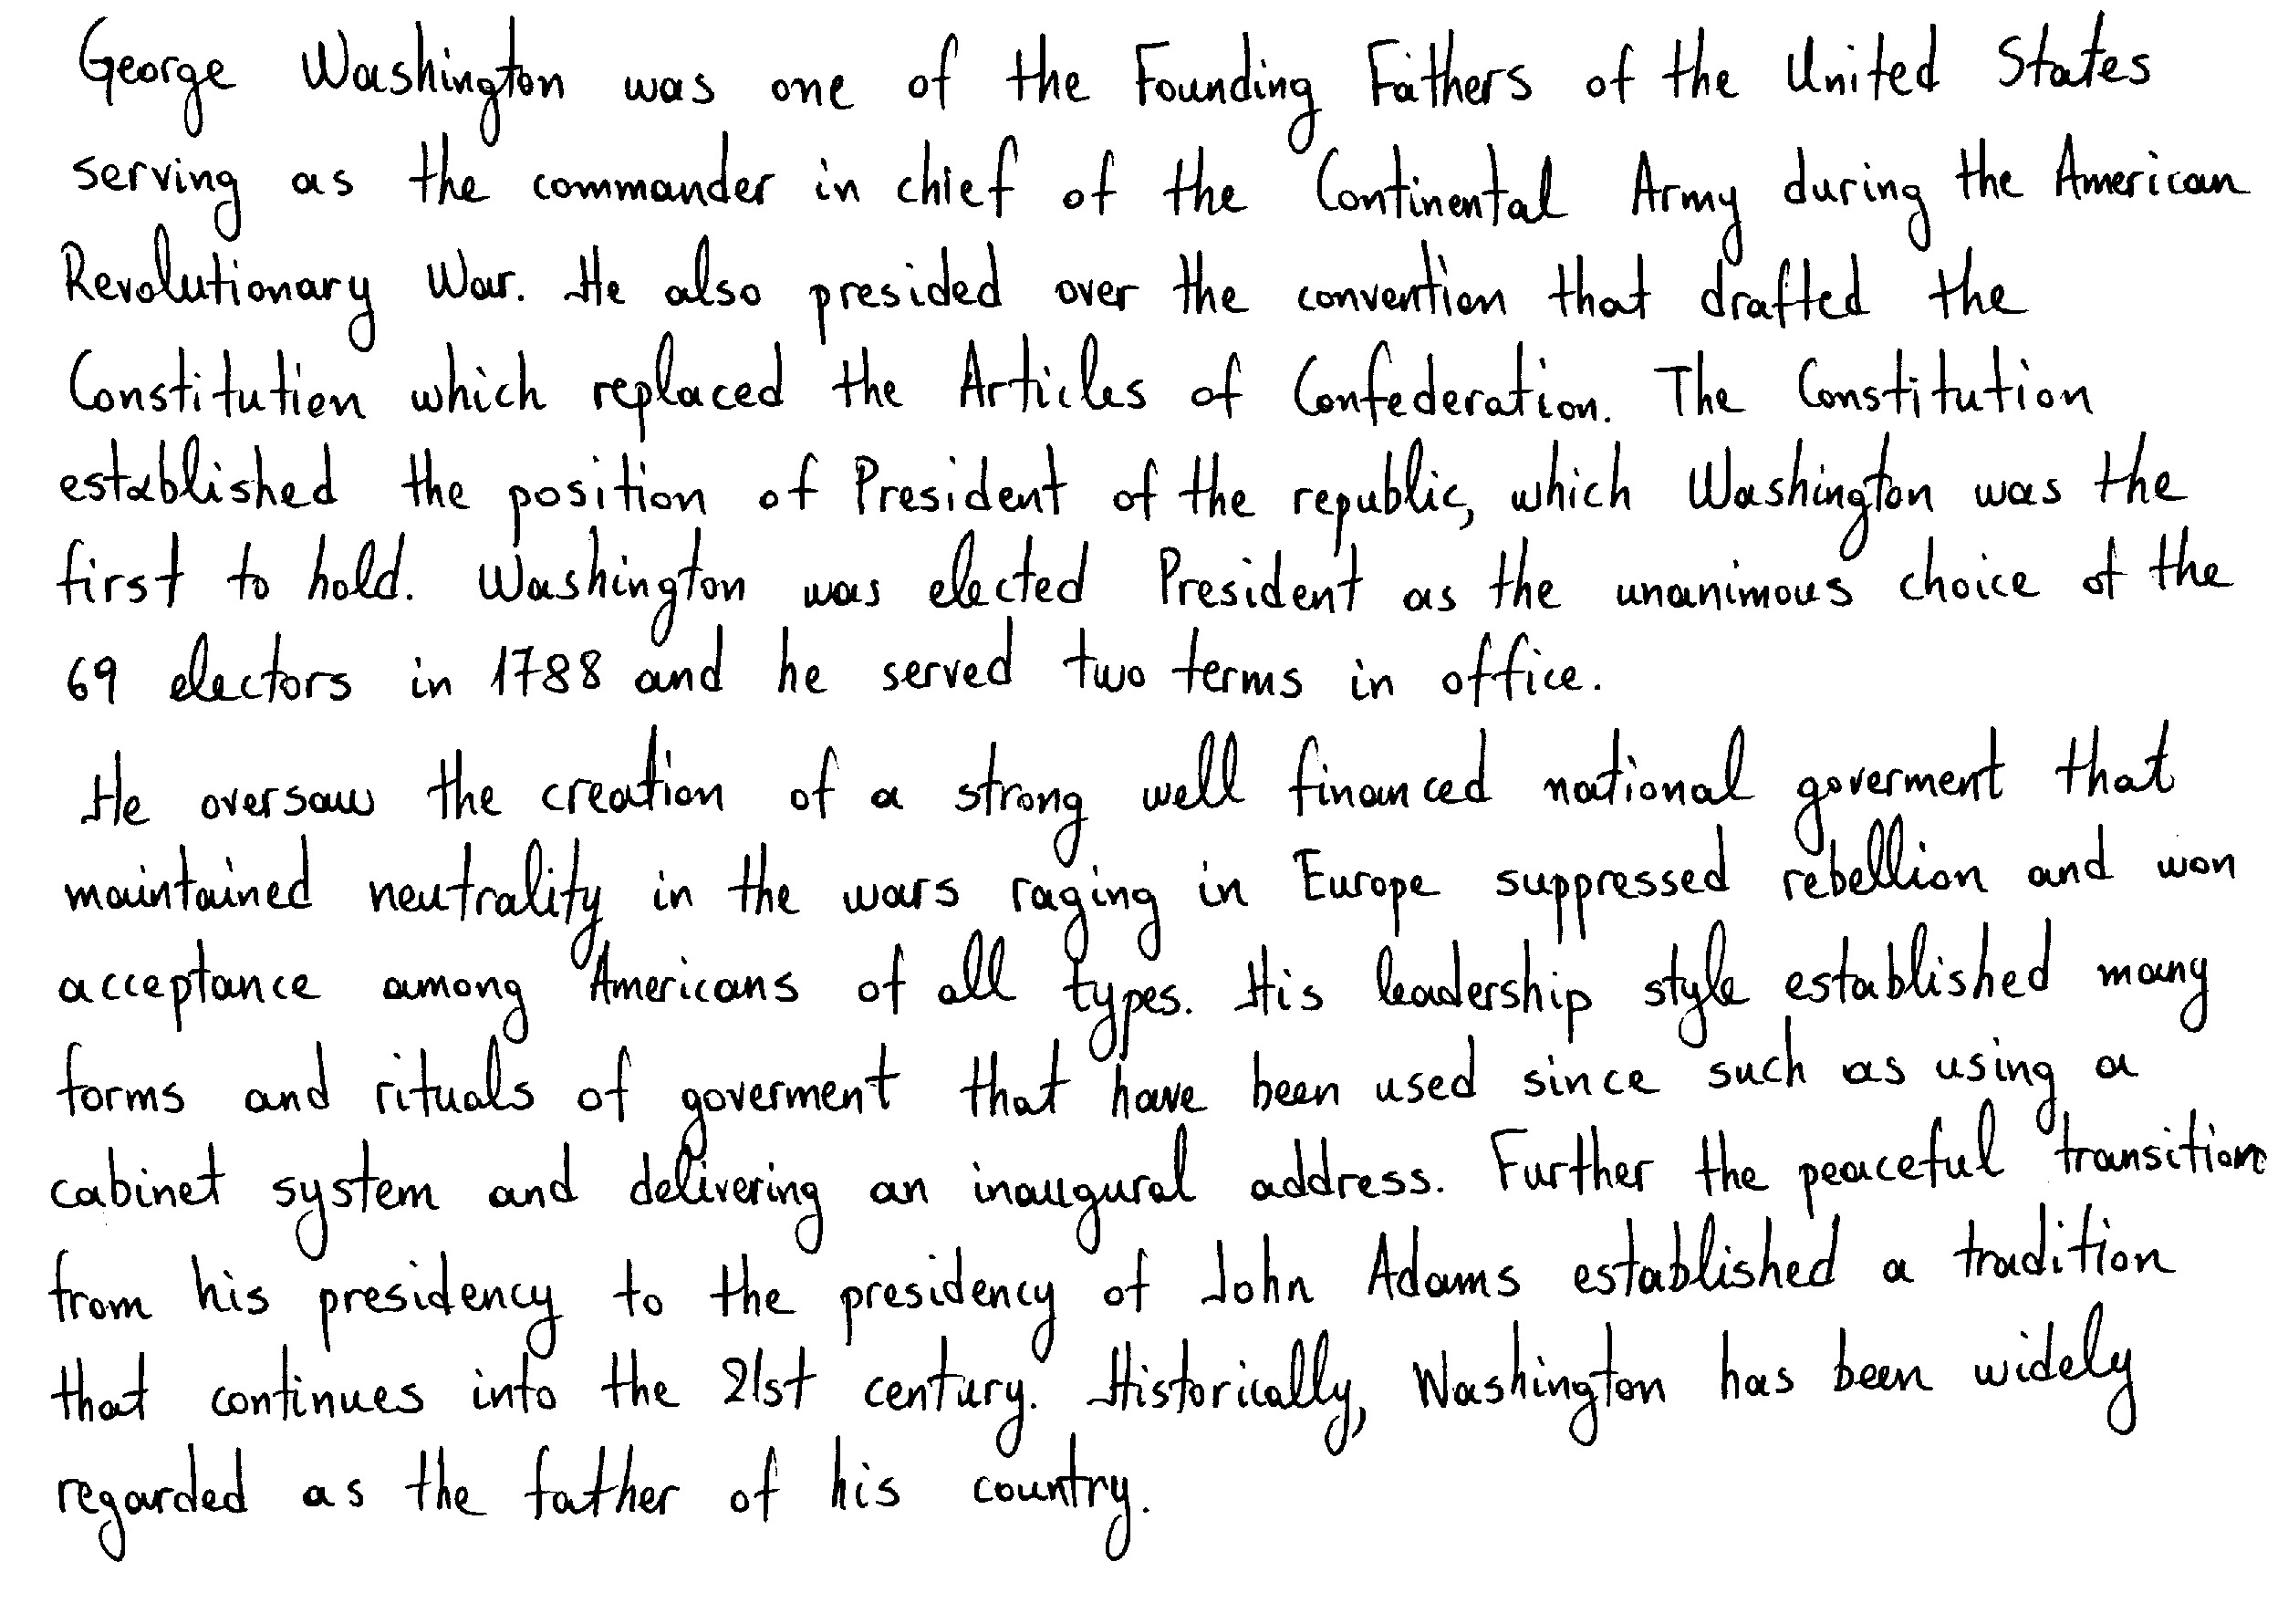 George Washington was one of the Founding Fathers of the United States
serving as the commander in chief of the Continental Army during the American
Revolutionary War. He also presided over the convention that drafted the
Constitution which replaced the Articles of Confederation. The Constitution
established the position of President of the republic, which Washington was the
first to hold. Washington was elected President as the unanimous choice of the
69 electors in 1788 and he served two terms in office.
He oversaw the creation of a strong well financed national goverment that
maintained neutrality in the wars raging in Europe suppressed rebellion and won
acceptance among Americans of all types. His leadership style established many
forms and rituals of goverment that have been used since such as using a
cabinet system and delivering an inaugural address. Further the peaceful transition
from his presidency to the presidency of John Adams established a tradition
that continues into the 21st century. Historically, Washington has been widely
regarded as the father of his country.